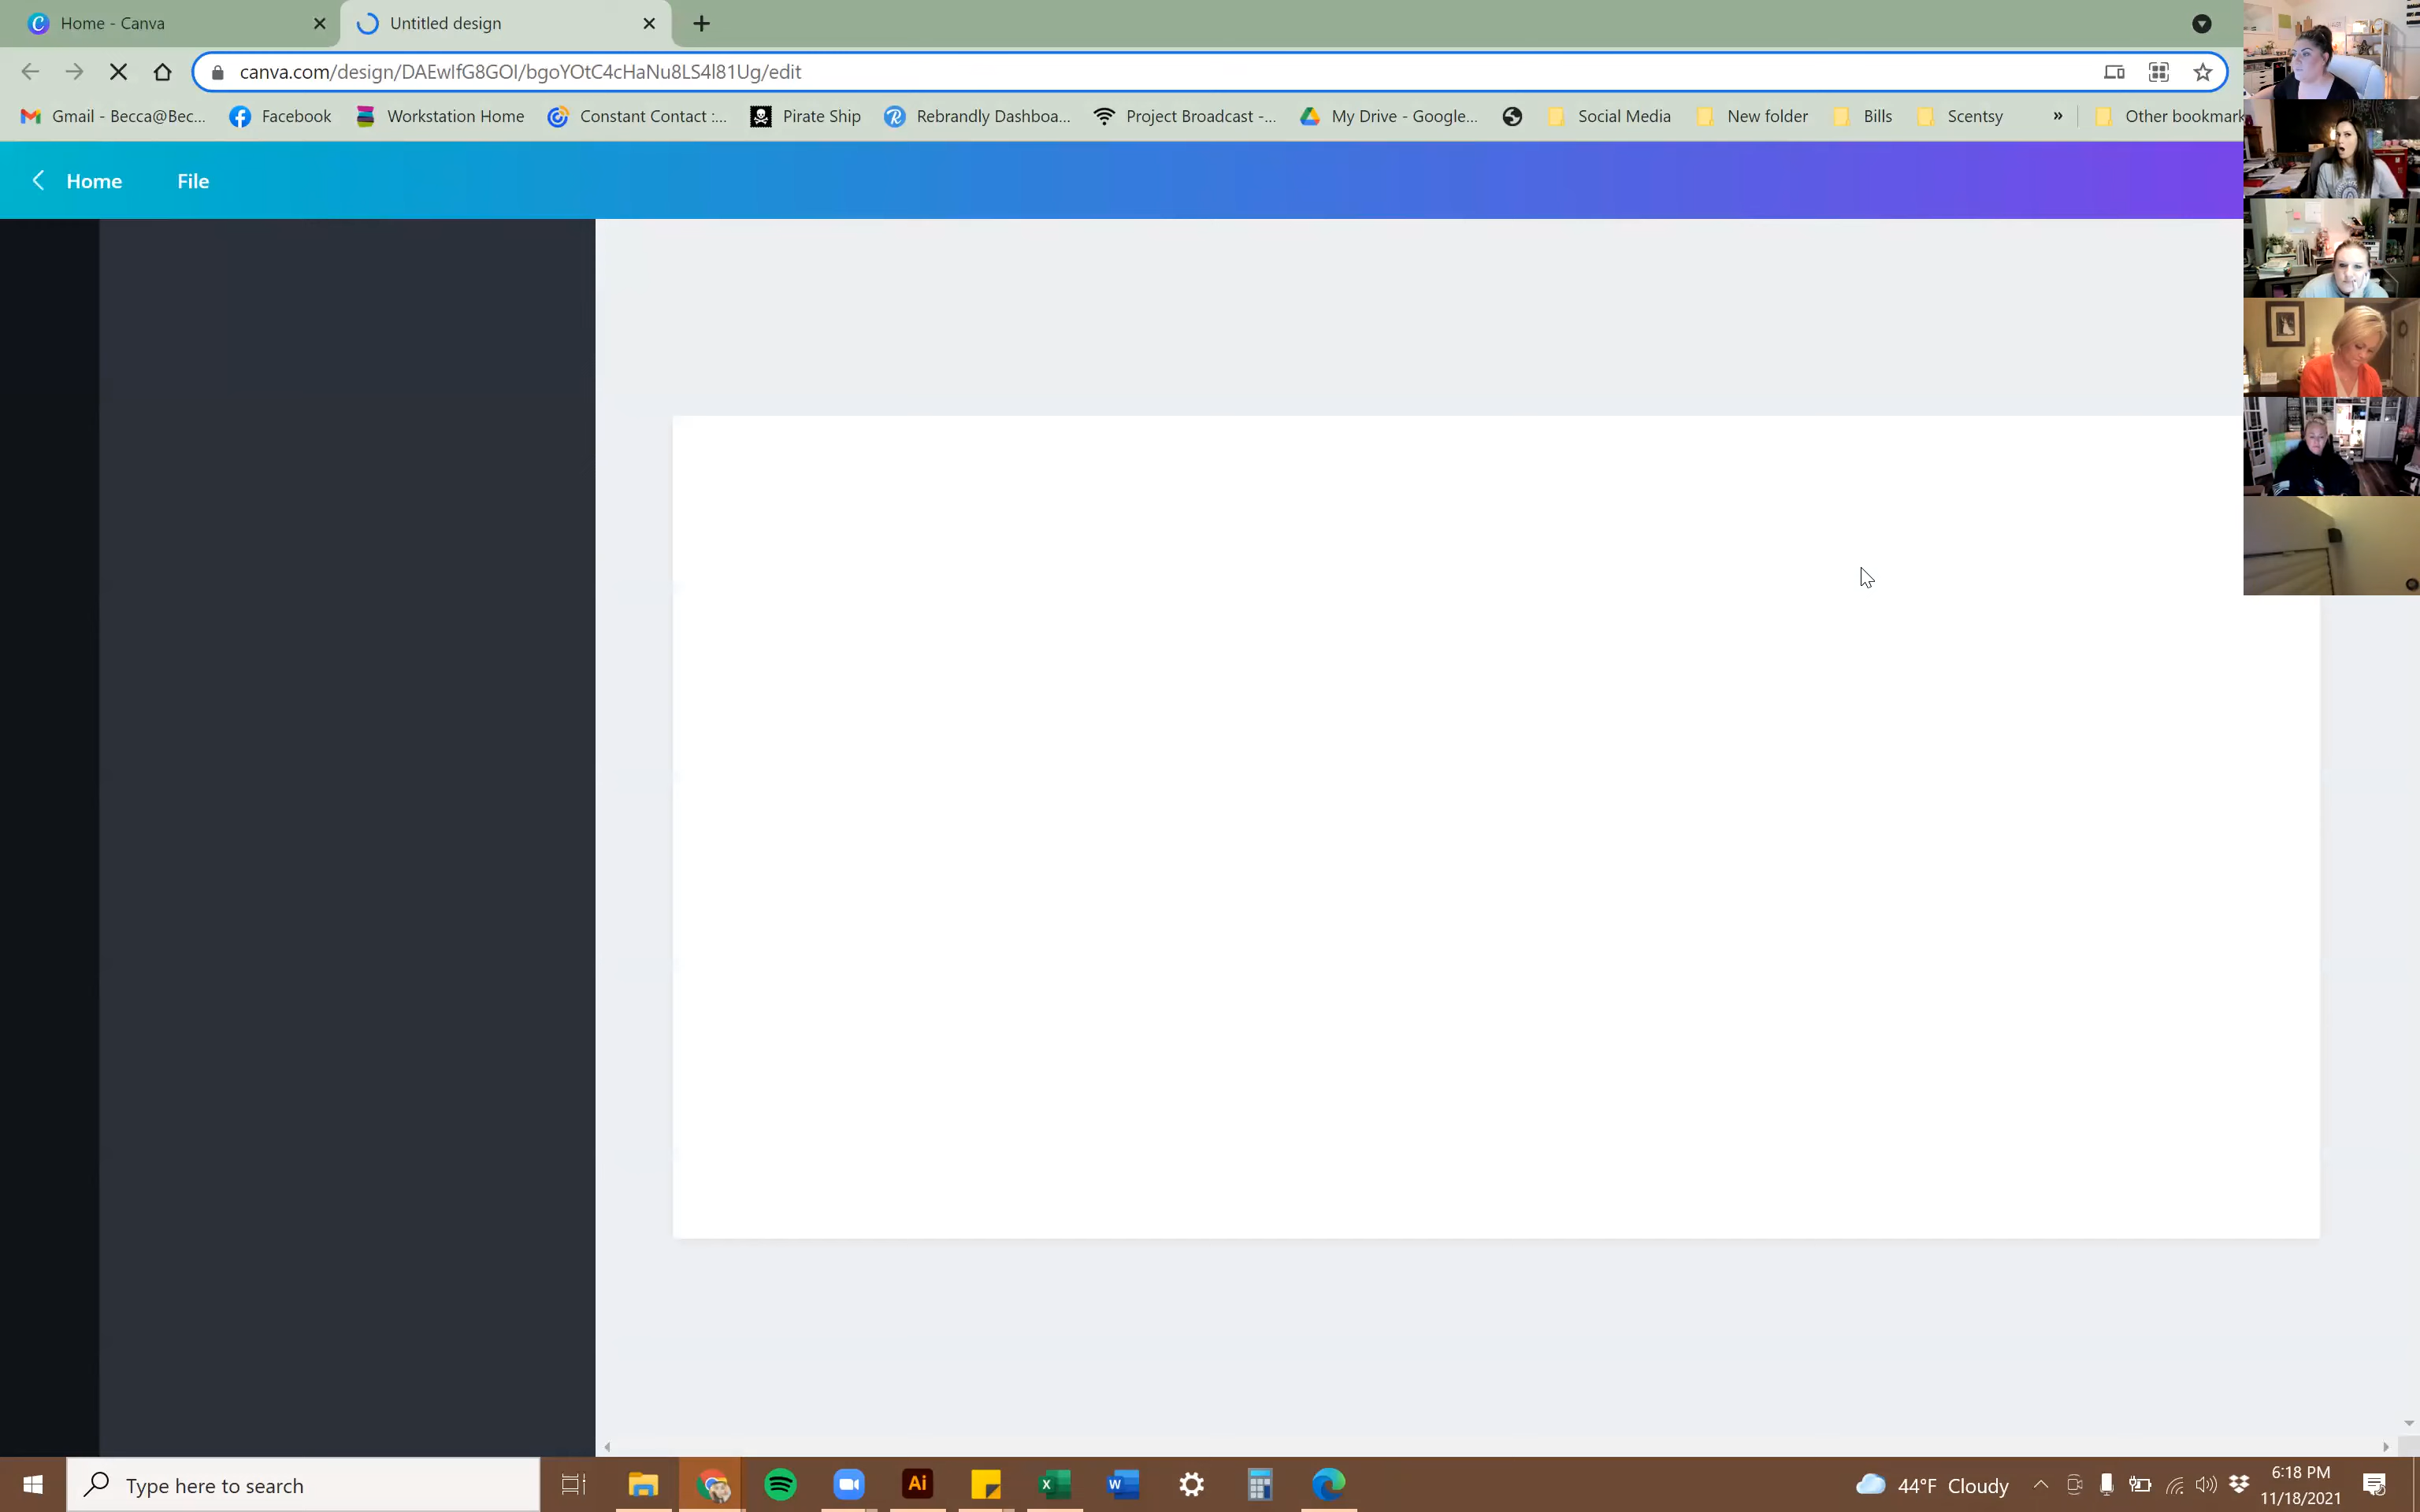 Home - Canva
Untitled design
canva.com/design/DAEwlfG8GOI/bgoYOtC4cHaNu8LS4l81Ug/edit
Gmail - Becca@Bec... Facebook Workstation Home Constant Contact :... Pirate Ship Rebrandly Dashboa... Project Broadcast -... My Drive - Google... Social Media New folder Bills Scentsy » Other bookmark
Home File
Type here to search
Ai
44°F Cloudy
6:18 PM
11/18/2021